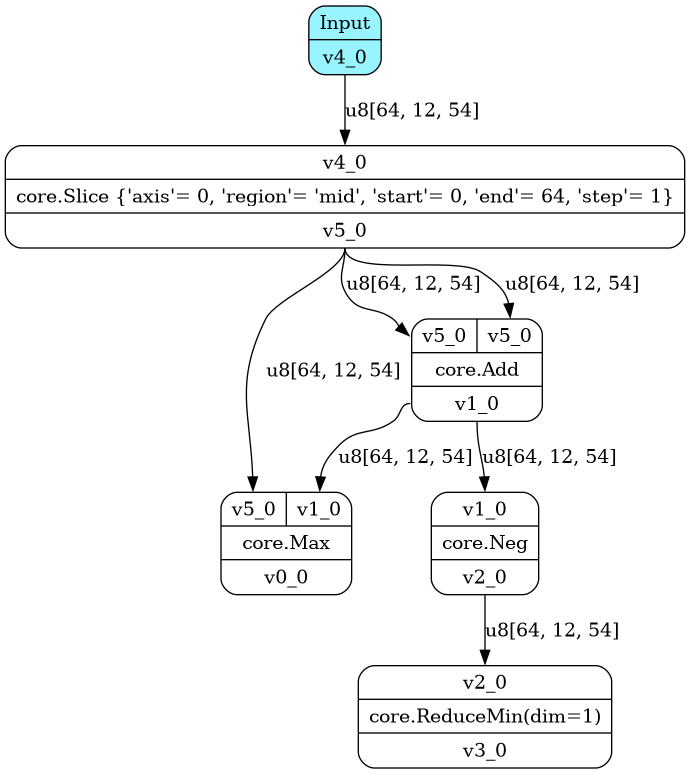 Input
v4_0
u8[64, 12, 54]
v4_0
core.Slice {'axis'= 0, 'region'= 'mid', 'start'= 0, 'end'= 64, 'step'= 1}
v5_0
u8[64, 12, 54] u8[64, 12, 54]
v5_0 v5_0
u8[64, 12, 54] core.Add
v1_0
u8[64, 12, 54] u8[64, 12, 54]
v5_0 v1_0 v1_0
core.Max core.Neg
v0_0 v2_0
u8[64, 12, 54]
v2_0
core.ReduceMin(dim=1)
v3_0